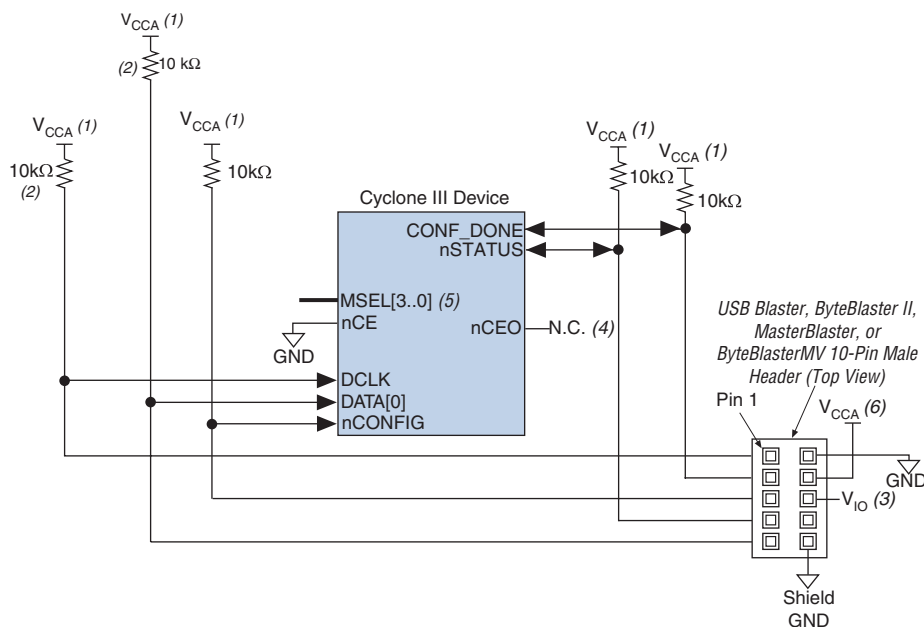 VCCA (1)
(2) 10 kΩ
VCCA (1)
10kΩ
(2)
VCCA (1)
10kΩ
VCCA (1)
10kΩ
VCCA (1)
10kΩ
Cyclone III Device
CONF_DONE
nSTATUS
MSEL[3..0] (5)
nCE
GND
nCEO
N.C. (4)
DCLK
DATA[0]
nCONFIG
USB Blaster, ByteBlaster II,
MasterBlaster, or
ByteBlasterMV 10-Pin Male
Header (Top View)
Pin 1
VCCA (6)
GND
VIO (3)
Shield
GND